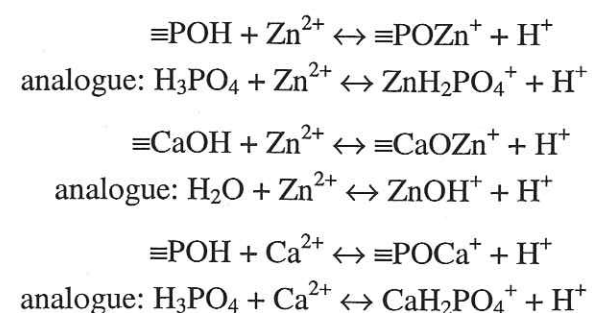 ≡POH + Zn²⁺ ↔ ≡POZn⁺ + H⁺
analogue: H₃PO₄ + Zn²⁺ ↔ ZnH₂PO₄⁺ + H⁺
≡CaOH + Zn²⁺ ↔ ≡CaOZn⁺ + H⁺
analogue: H₂O + Zn²⁺ ↔ ZnOH⁺ + H⁺
≡POH + Ca²⁺ ↔ ≡POCa⁺ + H⁺
analogue: H₃PO₄ + Ca²⁺ ↔ CaH₂PO₄⁺ + H⁺